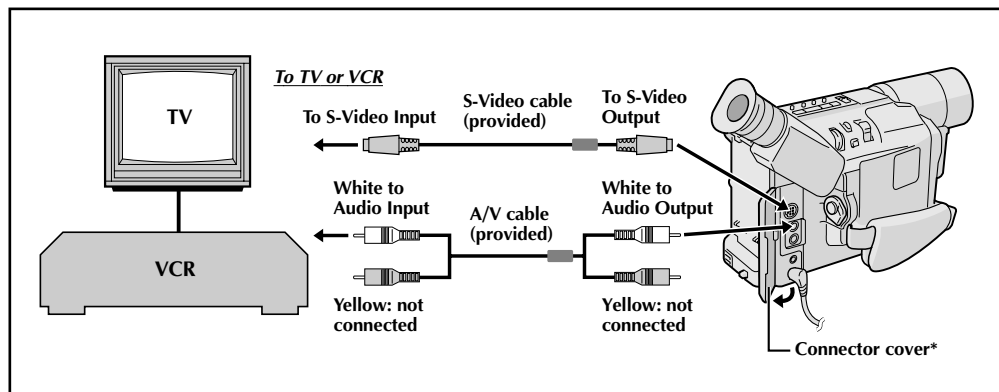 To TV or VCR
TV
To S-Video Input
S-Video cable
(provided)
To S-Video
Output
White to
Audio Input
A/V cable
(provided)
White to
Audio Output
VCR
Yellow: not
connected
Yellow: not
connected
Connector cover*